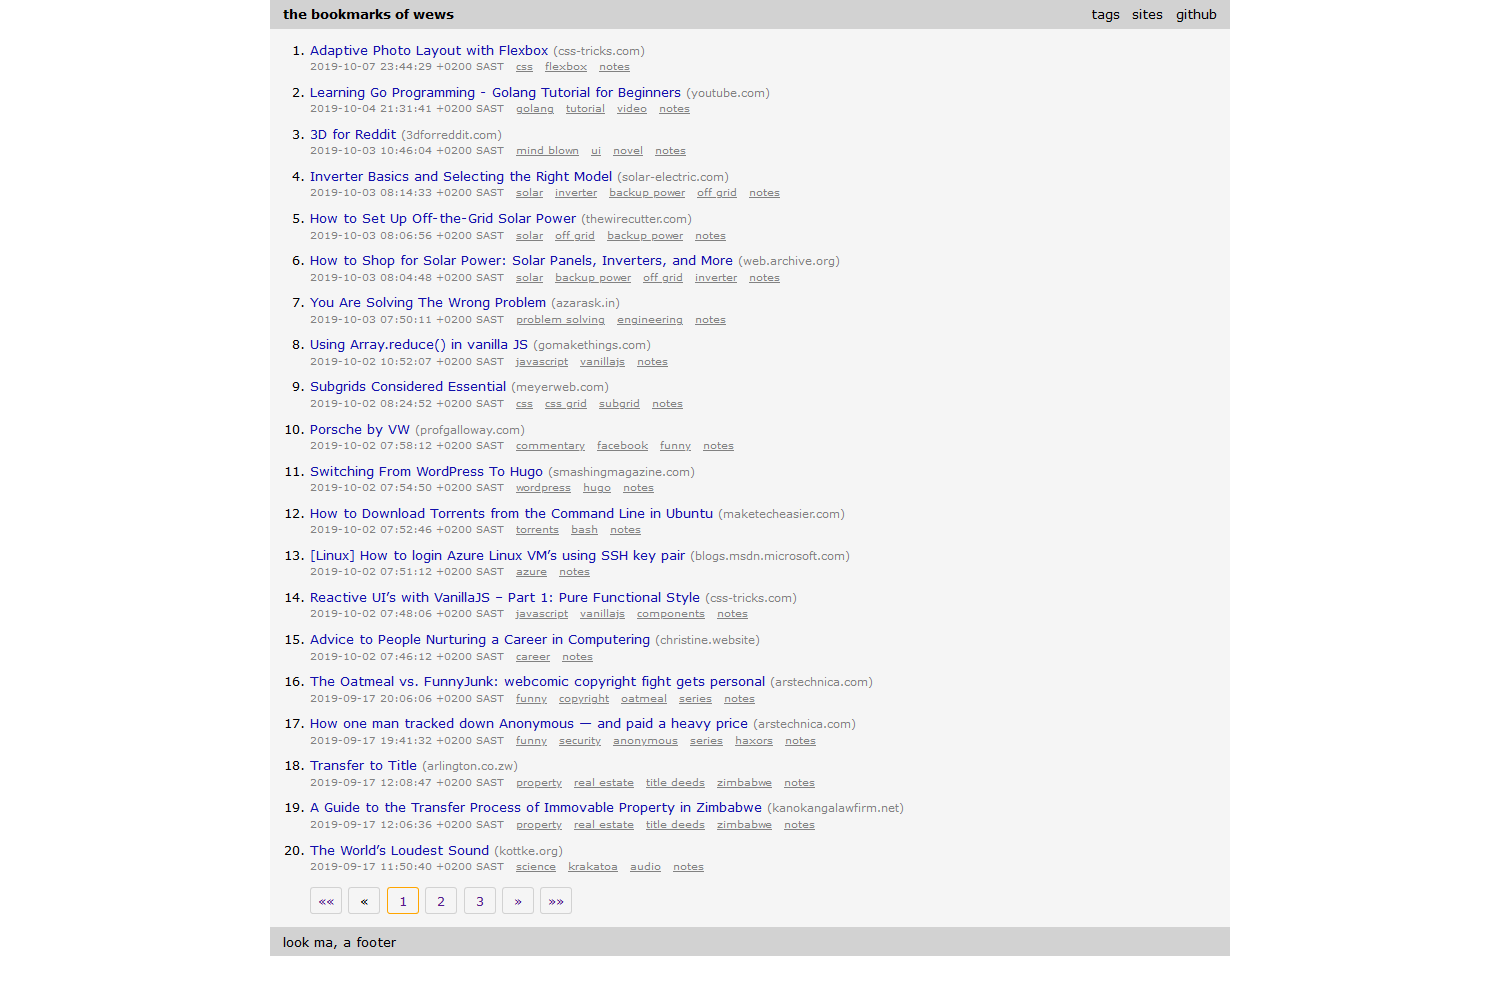 the bookmarks of wews tags sites github
1. Adaptive Photo Layout with Flexbox (css-tricks.com)
2019-10-07 23:44:29 +0200 SAST css flexbox notes
2. Learning Go Programming - Golang Tutorial for Beginners (youtube.com)
2019-10-04 21:31:41 +0200 SAST golang tutorial video notes
3. 3D for Reddit (3dforreddit.com)
2019-10-03 10:46:04 +0200 SAST mind blown ui novel notes
4. Inverter Basics and Selecting the Right Model (solar-electric.com)
2019-10-03 08:14:33 +0200 SAST solar inverter backup power off grid notes
5. How to Set Up Off-the-Grid Solar Power (thewirecutter.com)
2019-10-03 08:06:56 +0200 SAST solar off grid backup power notes
6. How to Shop for Solar Power: Solar Panels, Inverters, and More (web.archive.org)
2019-10-03 08:04:48 +0200 SAST solar backup power off grid inverter notes
7. You Are Solving The Wrong Problem (azarask.in)
2019-10-03 07:50:11 +0200 SAST problem solving engineering notes
8. Using Array.reduce() in vanilla JS (gomakethings.com)
2019-10-02 10:52:07 +0200 SAST javascript vanillajs notes
9. Subgrids Considered Essential (meyerweb.com)
2019-10-02 08:24:52 +0200 SAST css css grid subgrid notes
10. Porsche by VW (profgalloway.com)
2019-10-02 07:58:12 +0200 SAST commentary facebook funny notes
11. Switching From WordPress To Hugo (smashingmagazine.com)
2019-10-02 07:54:50 +0200 SAST wordpress hugo notes
12. How to Download Torrents from the Command Line in Ubuntu (maketecheasier.com)
2019-10-02 07:52:46 +0200 SAST torrents bash notes
13. [Linux] How to login Azure Linux VM’s using SSH key pair (blogs.msdn.microsoft.com)
2019-10-02 07:51:12 +0200 SAST azure notes
14. Reactive UI’s with VanillaJS – Part 1: Pure Functional Style (css-tricks.com)
2019-10-02 07:48:06 +0200 SAST javascript vanillajs components notes
15. Advice to People Nurturing a Career in Computering (christine.website)
2019-10-02 07:46:12 +0200 SAST career notes
16. The Oatmeal vs. FunnyJunk: webcomic copyright fight gets personal (arstechnica.com)
2019-09-17 20:06:06 +0200 SAST funny copyright oatmeal series notes
17. How one man tracked down Anonymous — and paid a heavy price (arstechnica.com)
2019-09-17 19:41:32 +0200 SAST funny security anonymous series haxors notes
18. Transfer to Title (arlington.co.zw)
2019-09-17 12:08:47 +0200 SAST property real estate title deeds zimbabwe notes
19. A Guide to the Transfer Process of Immovable Property in Zimbabwe (kanokangalawfirm.net)
2019-09-17 12:06:36 +0200 SAST property real estate title deeds zimbabwe notes
20. The World’s Loudest Sound (kottke.org)
2019-09-17 11:50:40 +0200 SAST science krakatoa audio notes
«« « 1 2 3 » »»
look ma, a footer